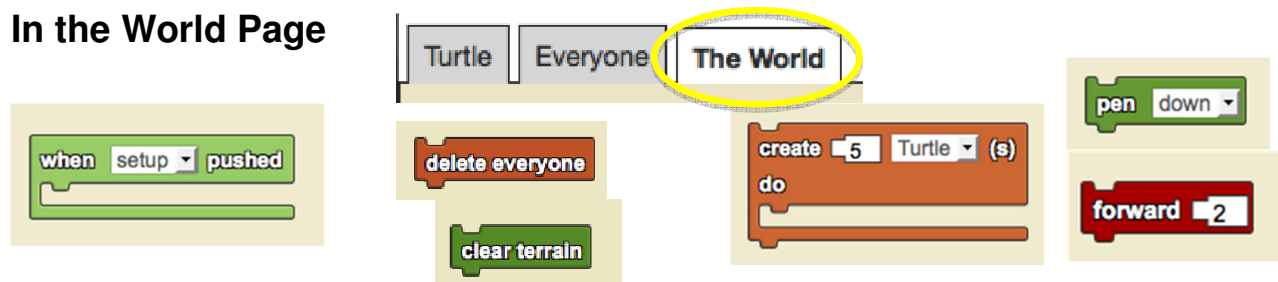 In the World Page
Turtle Everyone The World
when setup pushed
delete everyone
clear terrain
create 5 Turtle (s)
do
pen down
forward 2